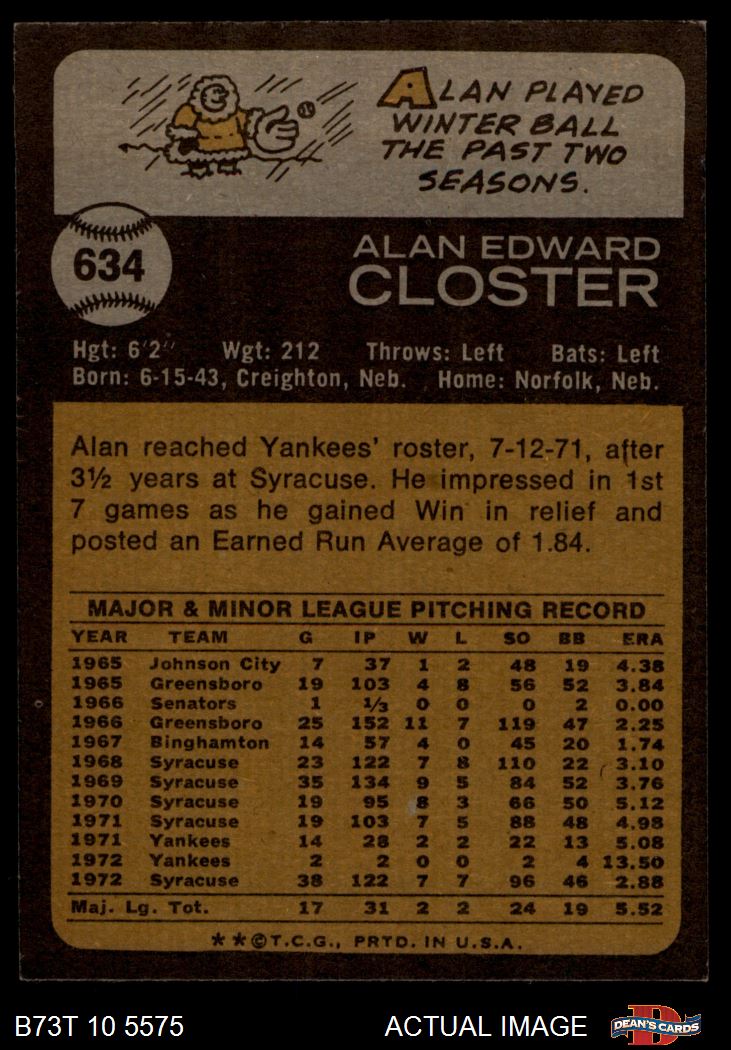 ALAN PLAYED
WINTER BALL
THE PAST TWO
SEASONS.
634
ALAN EDWARD
CLOSTER
Hgt: 6'2" Wgt: 212 Throws: Left Bats: Left
Born: 6-15-43, Creighton, Neb. Home: Norfolk, Neb.
Alan reached Yankees' roster, 7-12-71, after
3½ years at Syracuse. He impressed in 1st
7 games as he gained Win in relief and
posted an Earned Run Average of 1.84.
MAJOR & MINOR LEAGUE PITCHING RECORD
YEAR TEAM G IP W L SO BB ERA
1965 Johnson City 7 37 1 2 48 19 4.38
1965 Greensboro 19 103 4 8 56 52 3.84
1966 Senators 1 1/3 0 0 0 2 0.00
1966 Greensboro 25 152 11 7 119 47 2.25
1967 Binghamton 14 57 4 0 45 20 1.74
1968 Syracuse 23 122 7 8 110 22 3.10
1969 Syracuse 35 134 9 5 84 52 3.76
1970 Syracuse 19 95 8 3 66 50 5.12
1971 Syracuse 19 103 7 5 88 48 4.98
1971 Yankees 14 28 2 2 22 13 5.08
1972 Yankees 2 2 0 0 2 4 13.50
1972 Syracuse 38 122 7 7 96 46 2.88
Maj. Lg. Tot. 17 31 2 2 24 19 5.52
* * © T.C.G., PRTD. IN U.S.A.
B73T 10 5575 ACTUAL IMAGE DEAN'S CARDS